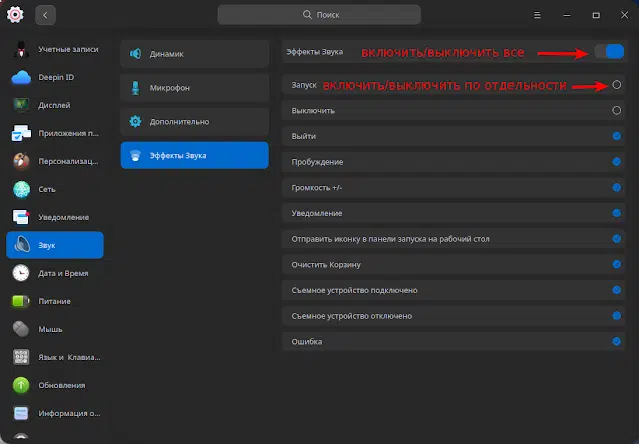 Поиск
Учетные записи
Deepin ID
Дисплей
Приложения п...
Персонализац...
Сеть
Уведомление
Звук
Дата и Время
Питание
Мышь
Язык и Клавиа...
Обновления
Информация о...
Динамик
Микрофон
Дополнительно
Эффекты Звука
Эффекты Звука включить/выключить все
Запуск включить/выключить по отдельности
Выключить
Выйти
Пробуждение
Громкость +/-
Уведомление
Отправить иконку в панели запуска на рабочий стол
Очистить Корзину
Съемное устройство подключено
Съемное устройство отключено
Ошибка